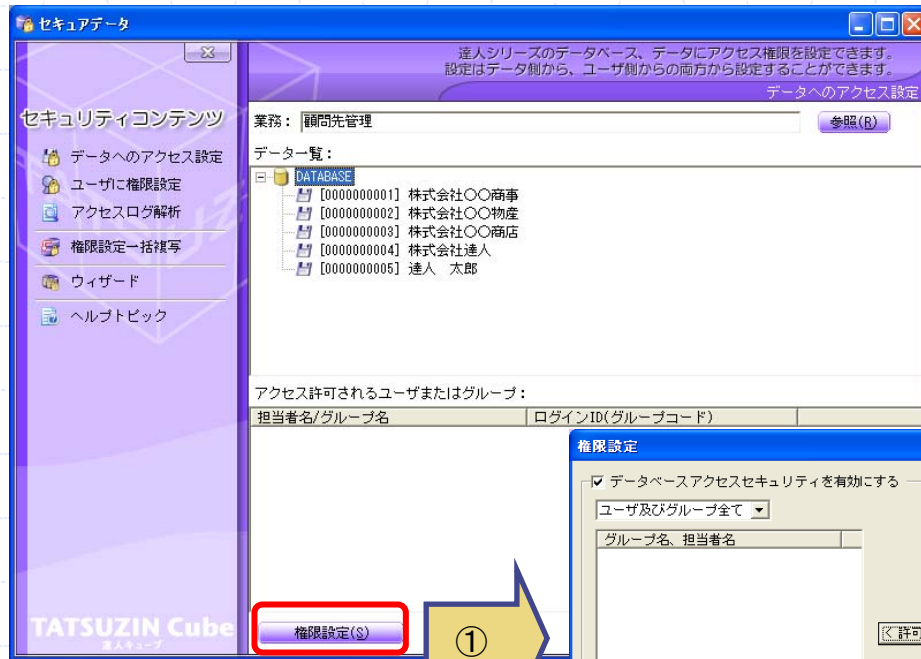 セキュアデータ
達人シリーズのデータベース、データにアクセス権限を設定できます。
設定はデータ側から、ユーザ側からの両方から設定することができます。
データへのアクセス設定
セキュリティコンテンツ
データへのアクセス設定
ユーザに権限設定
アクセスログ解析
権限設定一括複写
ウィザード
ヘルプトピック
TATSUZIN Cube
達人キューブ
業務： 顧問先管理 参照(R)
データ一覧：
DATABASE
[0000000001] 株式会社〇〇商事
[0000000002] 株式会社〇〇物産
[0000000003] 株式会社〇〇商店
[0000000004] 株式会社達人
[0000000005] 達人 太郎
アクセス許可されるユーザまたはグループ：
担当者名/グループ名 ログインID(グループコード)
権限設定(S)
①
権限設定
データベースアクセスセキュリティを有効にする
ユーザ及びグループ全て
グループ名、担当者名